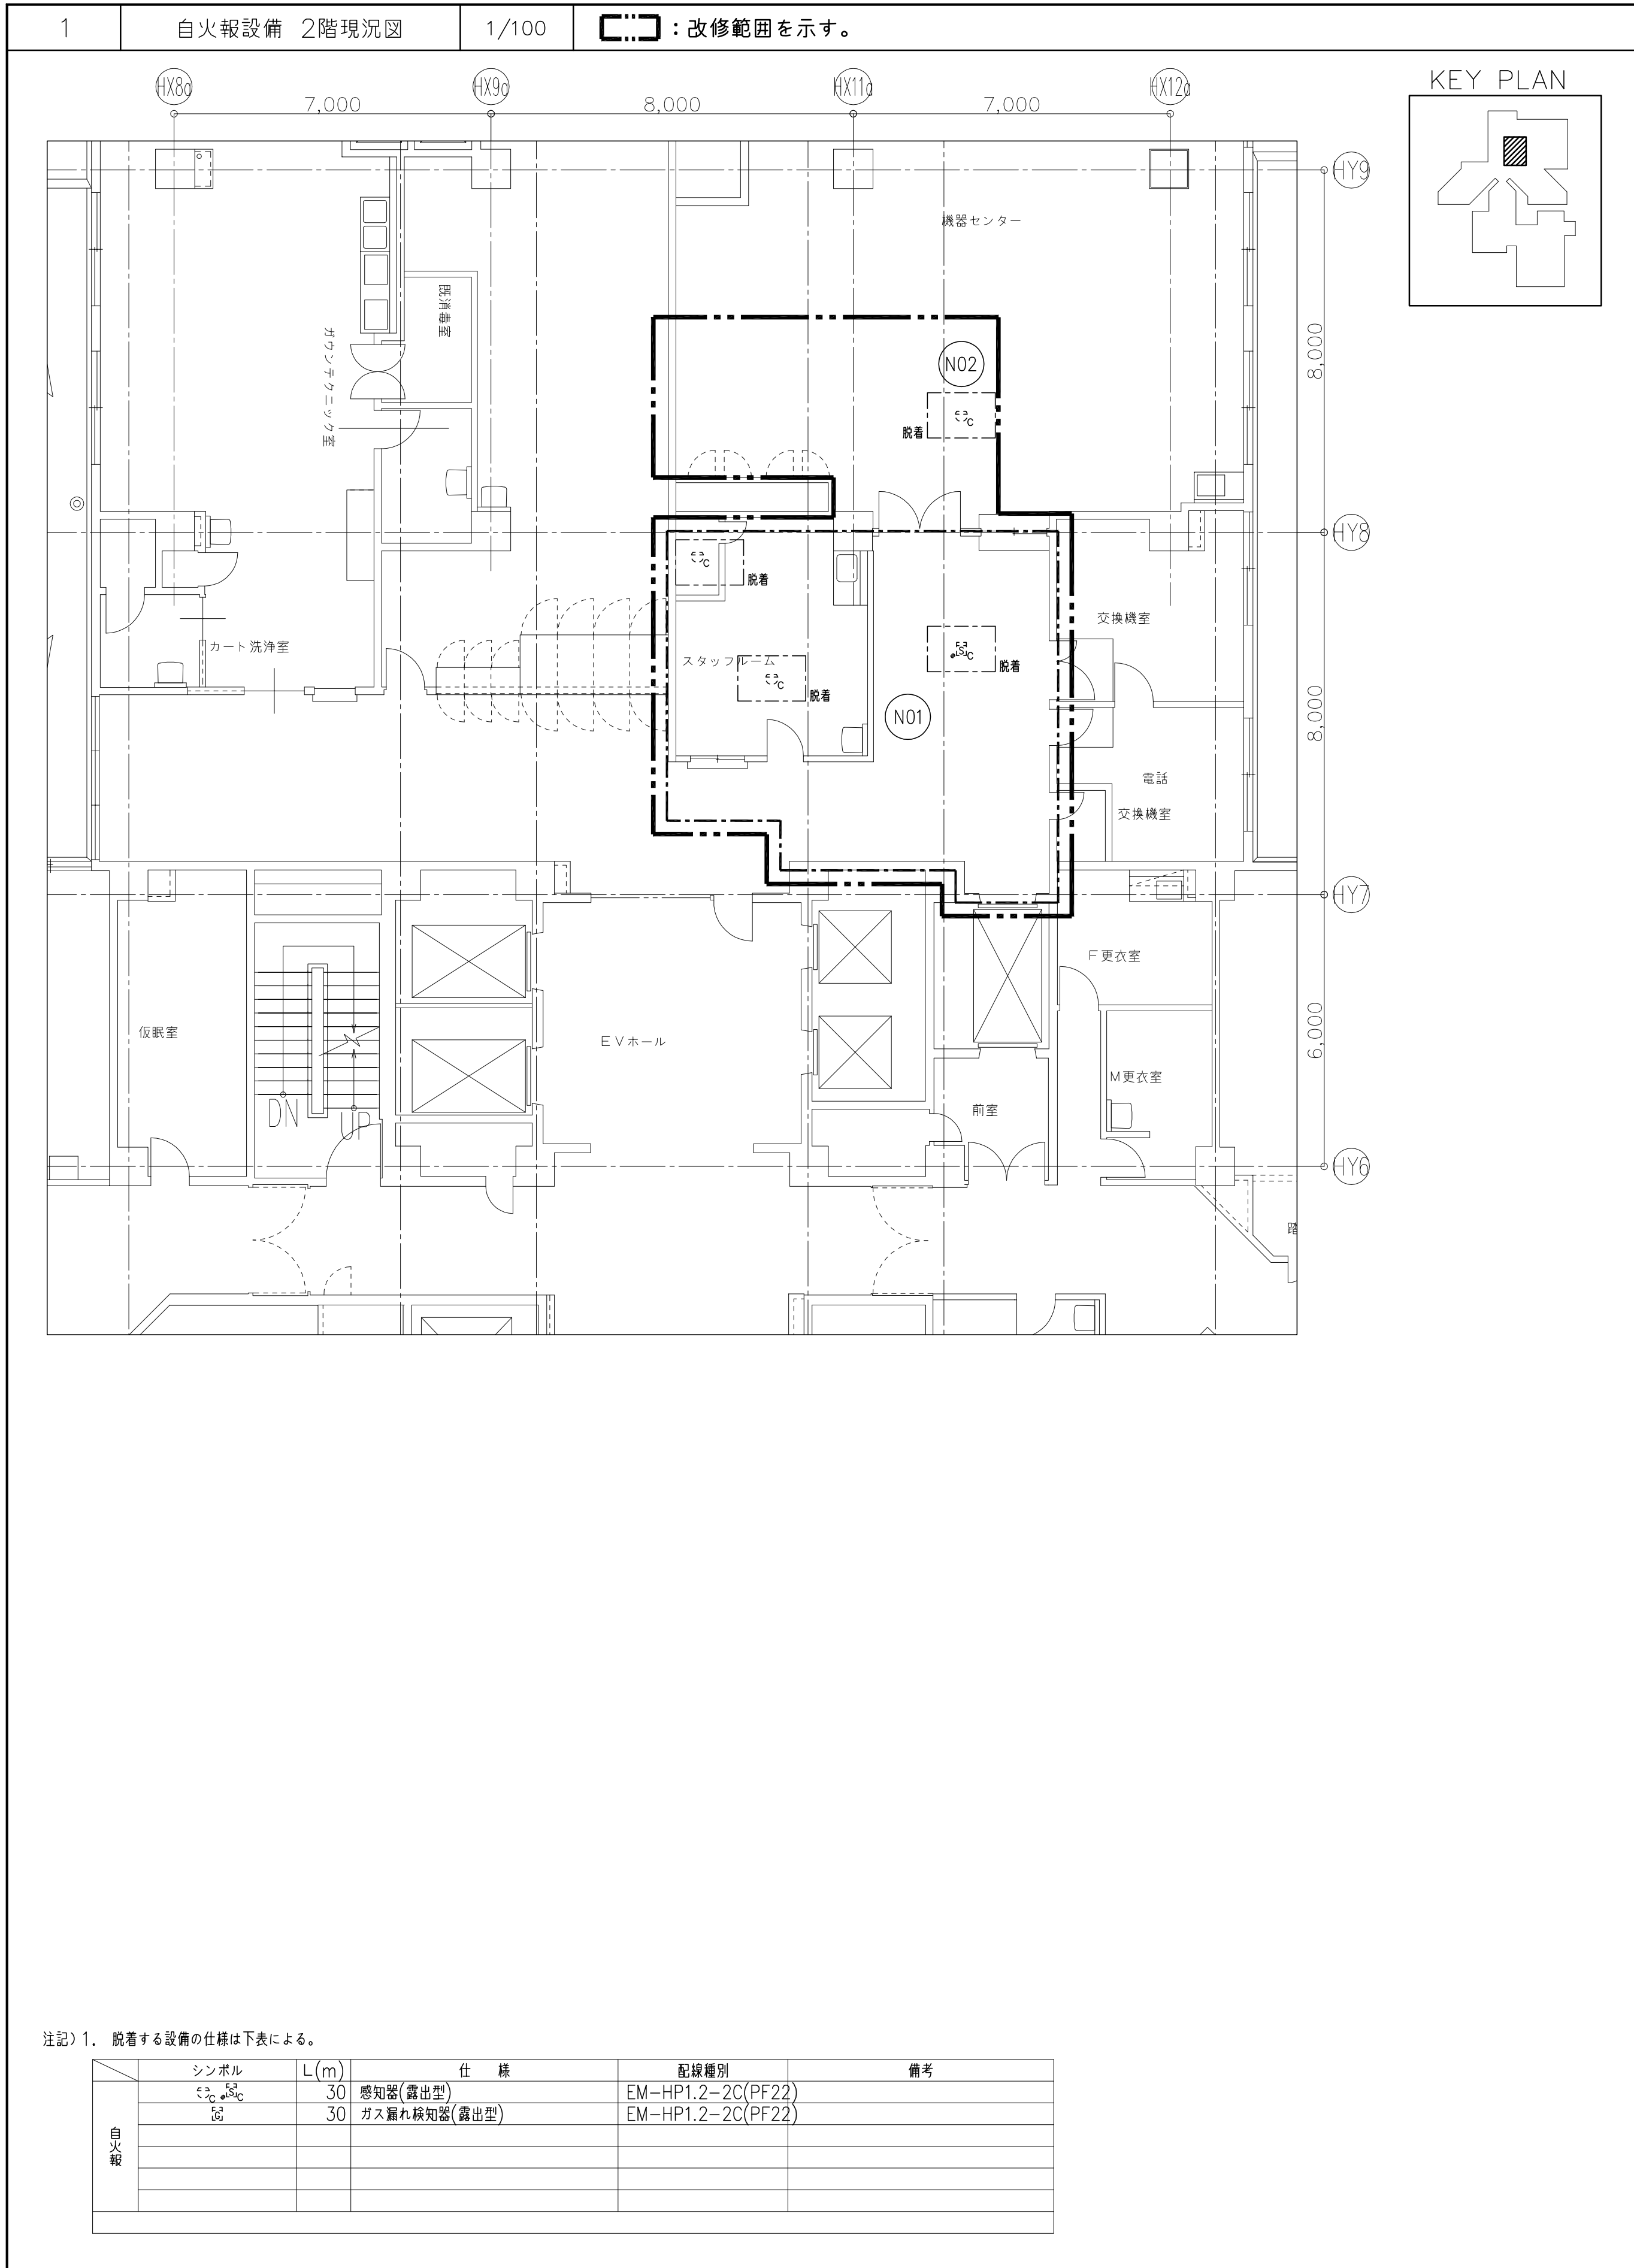 1 自火報設備 2階現況図 1/100 :改修範囲を示す。
KEY PLAN
HX8a HX9a HX11a HX12a
7,000 8,000 7,000
HY9
機器センター
既消毒室
ガウンテクニック室
8,000
N02
C
脱着
HY8
C
脱着
交換機室
カート洗浄室
スタッフルーム
S C
脱着
C
脱着
8,000
N01
電話
交換機室
HY7
F更衣室
仮眠室
EVホール
6,000
M更衣室
DN
UP
前室
HY6
踏
注記)1. 脱着する設備の仕様は下表による。
シンボル L(m) 仕 様 配線種別 備考
自火報
C S C 30 感知器(露出型) EM-HP1.2-2C(PF22)
G 30 ガス漏れ検知器(露出型) EM-HP1.2-2C(PF22)